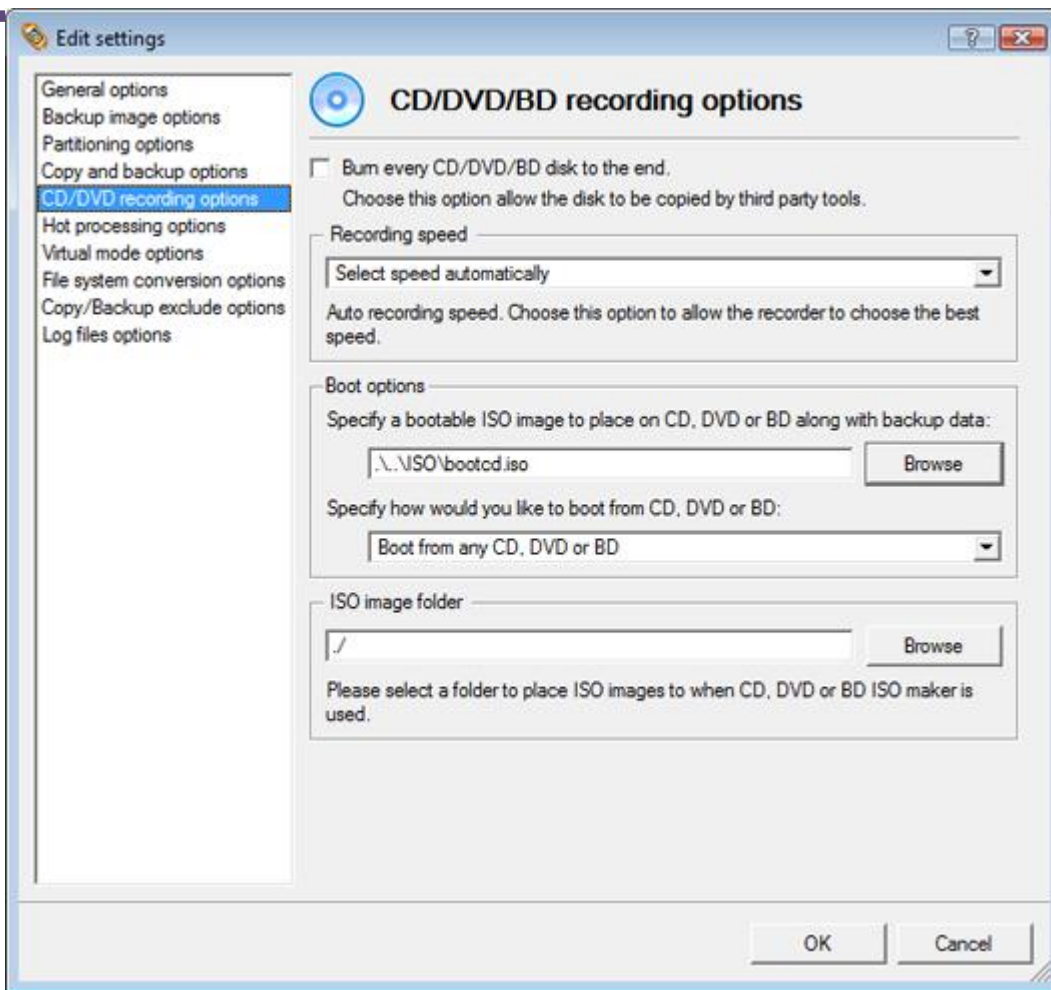 Edit settings
General options
Backup image options
Partitioning options
Copy and backup options
CD/DVD recording options
Hot processing options
Virtual mode options
File system conversion options
Copy/Backup exclude options
Log files options
CD/DVD/BD recording options
Burn every CD/DVD/BD disk to the end.
Choose this option allow the disk to be copied by third party tools.
Recording speed
Select speed automatically
Auto recording speed. Choose this option to allow the recorder to choose the best
speed.
Boot options
Specify a bootable ISO image to place on CD, DVD or BD along with backup data:
.\..\ISO\bootcd.iso
Browse
Specify how would you like to boot from CD, DVD or BD:
Boot from any CD, DVD or BD
ISO image folder
./
Browse
Please select a folder to place ISO images to when CD, DVD or BD ISO maker is
used.
OK
Cancel